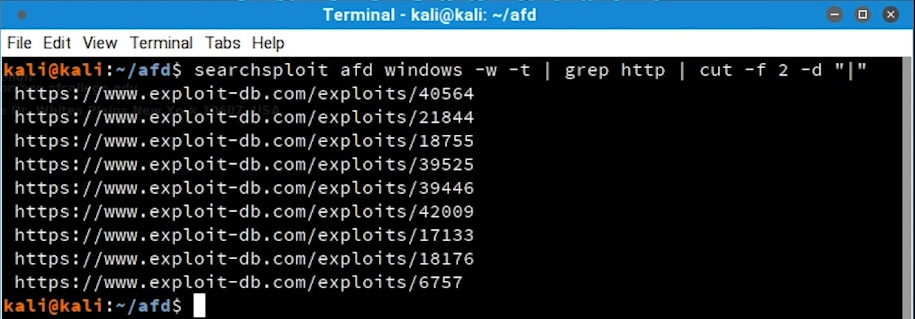 Terminal - kali@kali: ~/afd
File Edit View Terminal Tabs Help
kali@kali:~/afd$ searchsploit afd windows -w -t | grep http | cut -f 2 -d "|"
https://www.exploit-db.com/exploits/40564
https://www.exploit-db.com/exploits/21844
https://www.exploit-db.com/exploits/18755
https://www.exploit-db.com/exploits/39525
https://www.exploit-db.com/exploits/39446
https://www.exploit-db.com/exploits/42009
https://www.exploit-db.com/exploits/17133
https://www.exploit-db.com/exploits/18176
https://www.exploit-db.com/exploits/6757
kali@kali:~/afd$